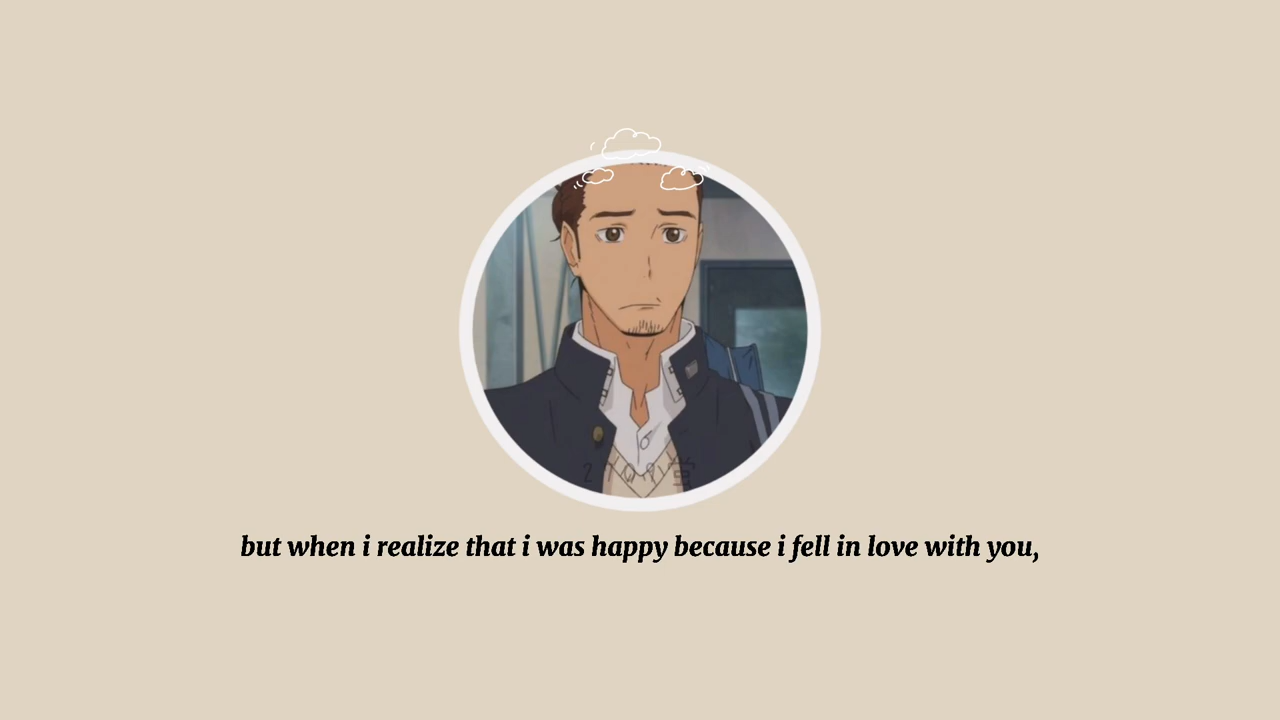 but when i realize that i was happy because i fell in love with you,